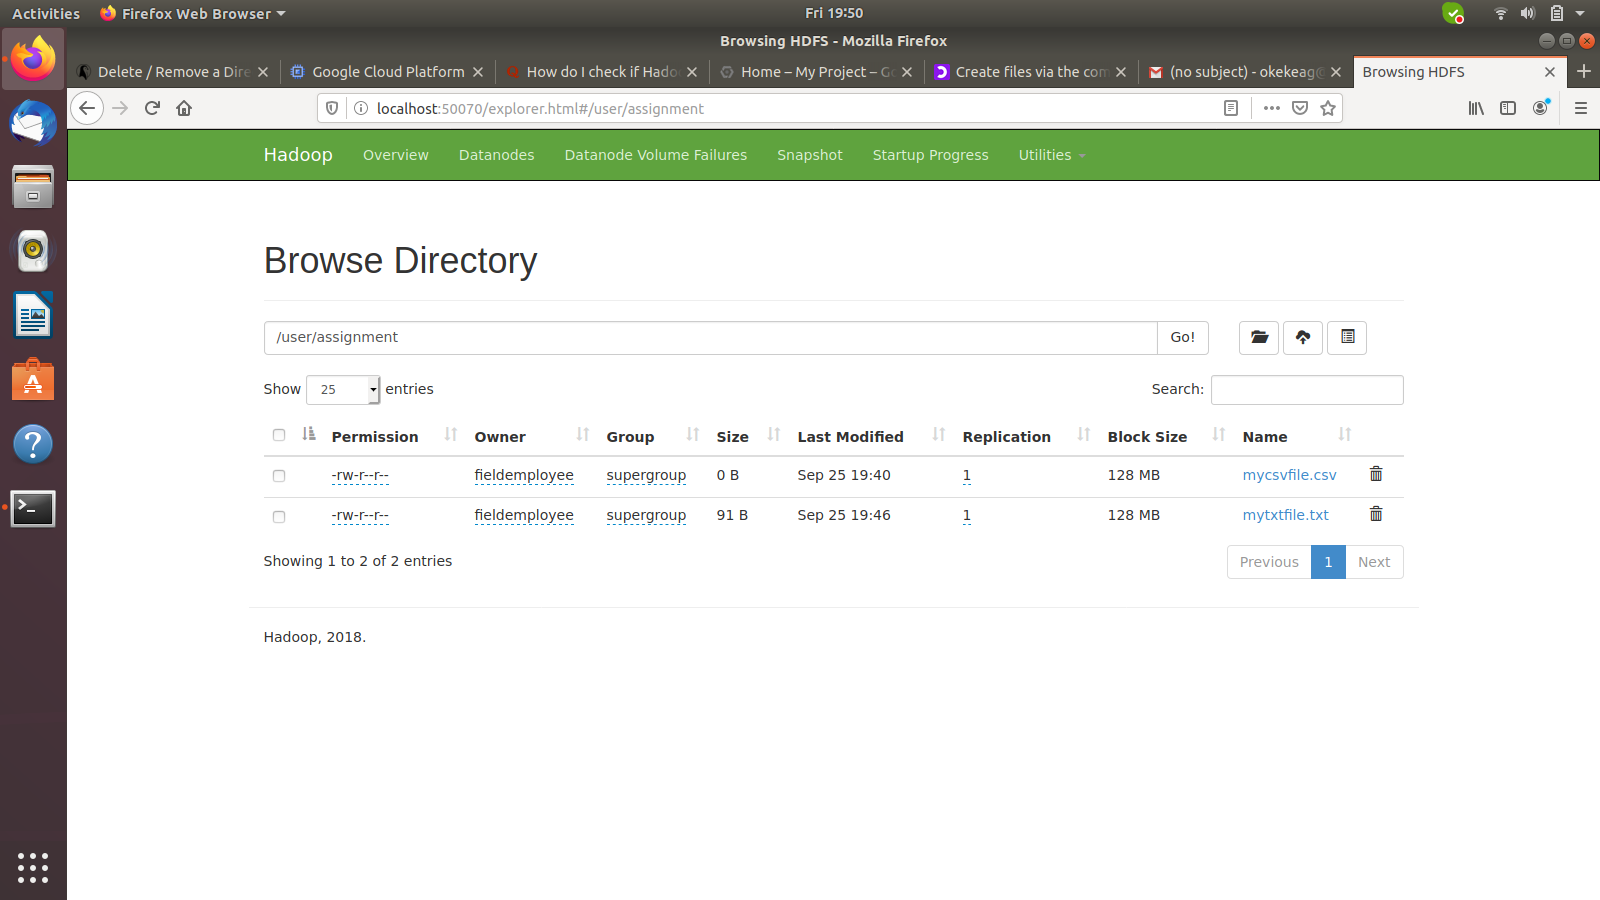 Activities Firefox Web Browser Fri 19:50
Browsing HDFS - Mozilla Firefox
Delete / Remove a Dire Google Cloud Platform How do I check if Hado Home – My Project – Go Create files via the com (no subject) - okekeag@ Browsing HDFS
localhost:50070/explorer.html#/user/assignment
Hadoop Overview Datanodes Datanode Volume Failures Snapshot Startup Progress Utilities
Browse Directory
/user/assignment Go!
Show 25 entries Search:
Permission Owner Group Size Last Modified Replication Block Size Name
-rw-r--r-- fieldemployee supergroup 0 B Sep 25 19:40 1 128 MB mycsvfile.csv
-rw-r--r-- fieldemployee supergroup 91 B Sep 25 19:46 1 128 MB mytxtfile.txt
Showing 1 to 2 of 2 entries Previous 1 Next
Hadoop, 2018.